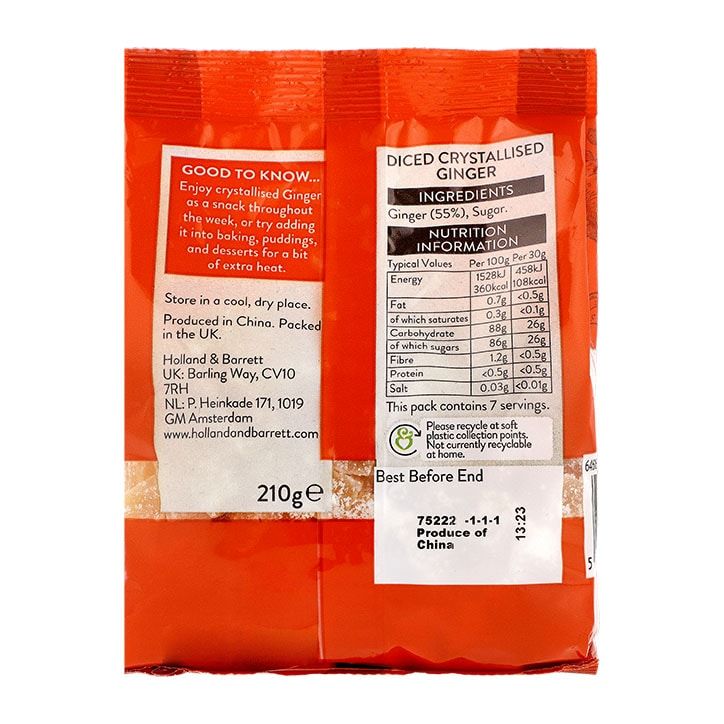 GOOD TO KNOW...
Enjoy crystallised Ginger
as a snack throughout
the week, or try adding
it into baking, puddings,
and desserts for a bit
of extra heat.
Store in a cool, dry place.
Produced in China. Packed
in the UK.
Holland & Barrett
UK: Barling Way, CV10
7RH
NL: P. Heinkade 171, 1019
GM Amsterdam
www.hollandandbarrett.com
210g℮
DICED CRYSTALLISED
GINGER
INGREDIENTS
Ginger (55%), Sugar.
NUTRITION
INFORMATION
Typical Values Per 100g Per 30g
Energy 1528kJ 458kJ
360kcal 108kcal
Fat 0.7g <0.5g
of which saturates 0.3g <0.1g
Carbohydrate 88g 26g
of which sugars 86g 26g
Fibre 1.2g <0.5g
Protein <0.5g <0.5g
Salt 0.03g <0.01g
This pack contains 7 servings.
Please recycle at soft
plastic collection points.
Not currently recyclable
at home.
Best Before End
75222 -1-1-1
Produce of
China
13:23